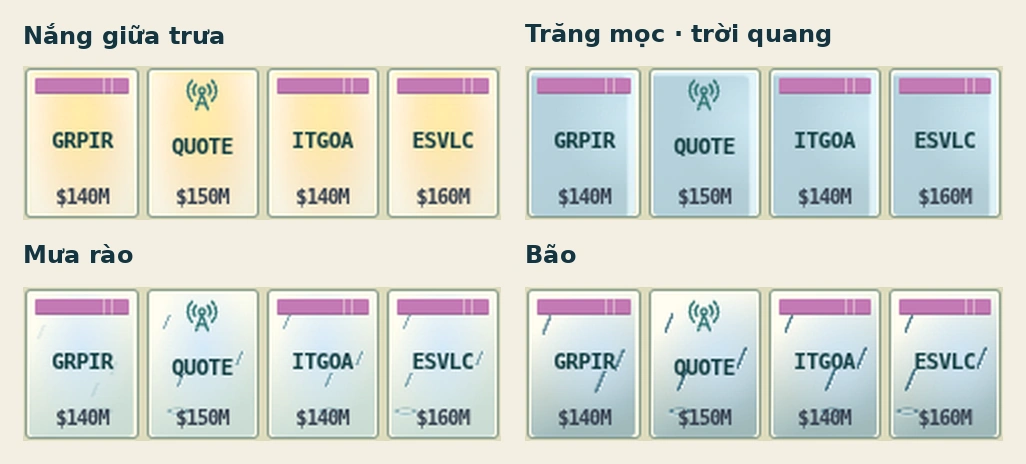 Nắng giữa trưa
GRPIR QUOTE ITGOA ESVLC
$140M $150M $140M $160M
Trăng mọc · trời quang
GRPIR QUOTE ITGOA ESVLC
$140M $150M $140M $160M
Mưa rào
GRPIR QUOTE ITGOA ESVLC
$140M $150M $140M $160M
Bão
GRPIR QUOTE ITGOA ESVLC
$140M $150M $140M $160M